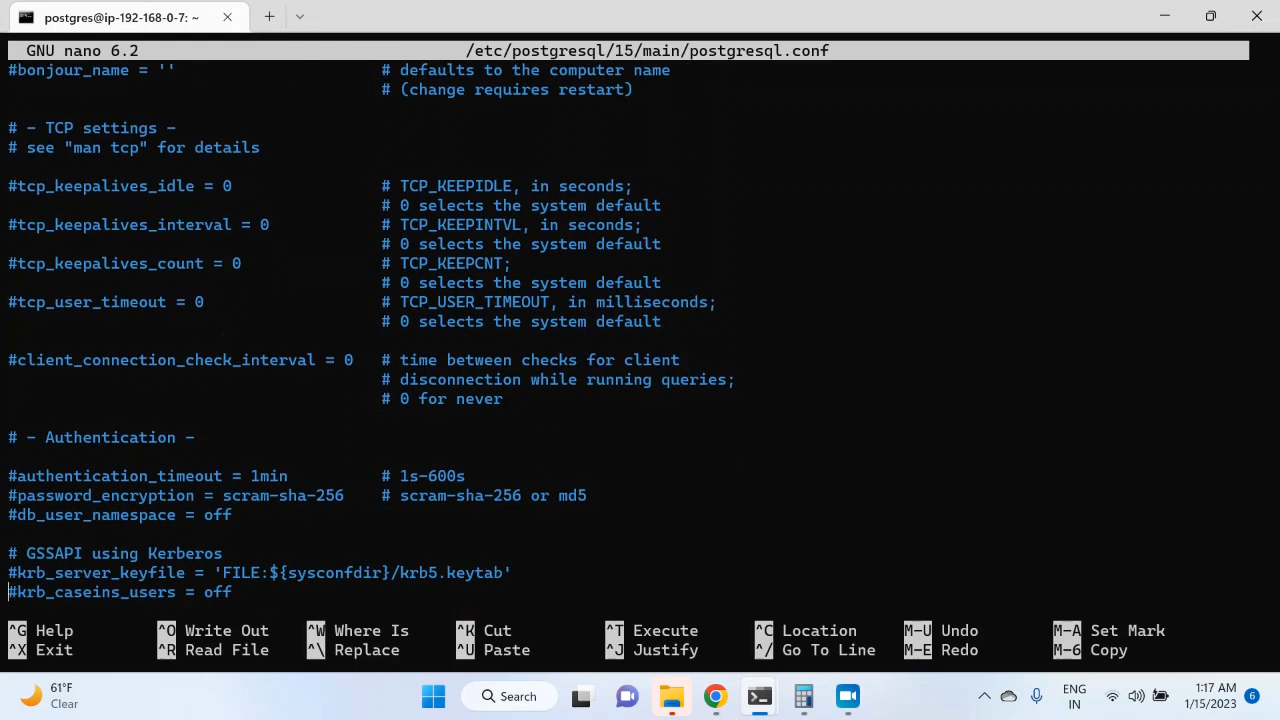 postgres@ip-192-168-0-7: ~
GNU nano 6.2 /etc/postgresql/15/main/postgresql.conf
#bonjour_name = '' # defaults to the computer name
# (change requires restart)
# - TCP settings -
# see "man tcp" for details
#tcp_keepalives_idle = 0 # TCP_KEEPIDLE, in seconds;
# 0 selects the system default
#tcp_keepalives_interval = 0 # TCP_KEEPINTVL, in seconds;
# 0 selects the system default
#tcp_keepalives_count = 0 # TCP_KEEPCNT;
# 0 selects the system default
#tcp_user_timeout = 0 # TCP_USER_TIMEOUT, in milliseconds;
# 0 selects the system default
#client_connection_check_interval = 0 # time between checks for client
# disconnection while running queries;
# 0 for never
# - Authentication -
#authentication_timeout = 1min # 1s-600s
#password_encryption = scram-sha-256 # scram-sha-256 or md5
#db_user_namespace = off
# GSSAPI using Kerberos
#krb_server_keyfile = 'FILE:${sysconfdir}/krb5.keytab'
#krb_caseins_users = off
^G Help ^O Write Out ^W Where Is ^K Cut ^T Execute ^C Location M-U Undo M-A Set Mark
^X Exit ^R Read File ^\ Replace ^U Paste ^J Justify ^/ Go To Line M-E Redo M-6 Copy
61°F
Clear
Search
ENG
IN
1:17 AM
1/15/2023
6